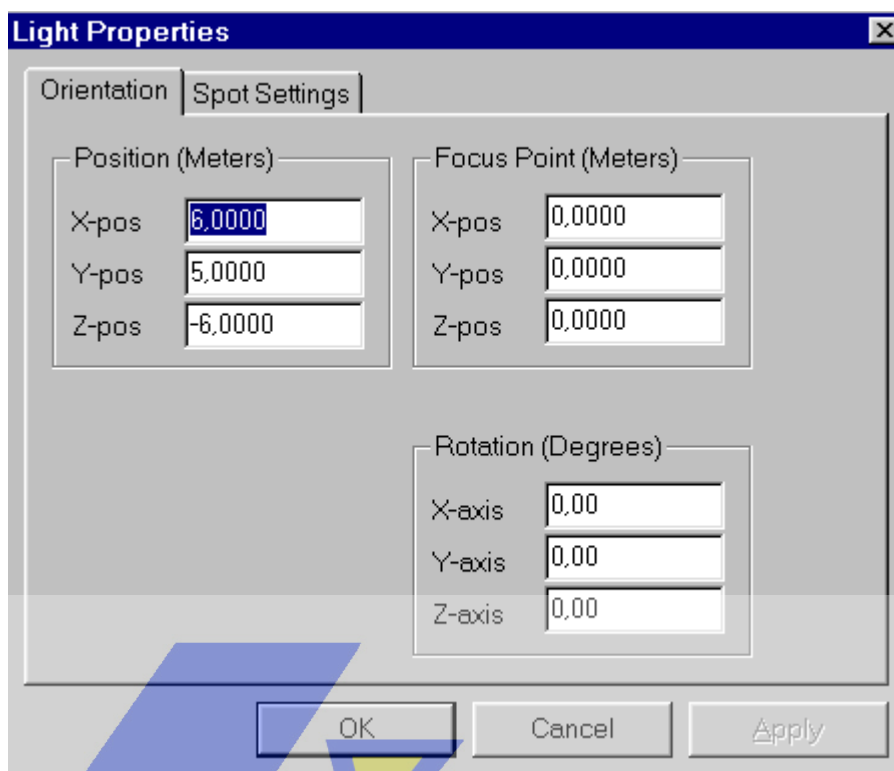 Light Properties
Orientation Spot Settings
Position (Meters)
X-pos 6,0000
Y-pos 5,0000
Z-pos -6,0000
Focus Point (Meters)
X-pos 0,0000
Y-pos 0,0000
Z-pos 0,0000
Rotation (Degrees)
X-axis 0,00
Y-axis 0,00
Z-axis 0,00
OK Cancel Apply